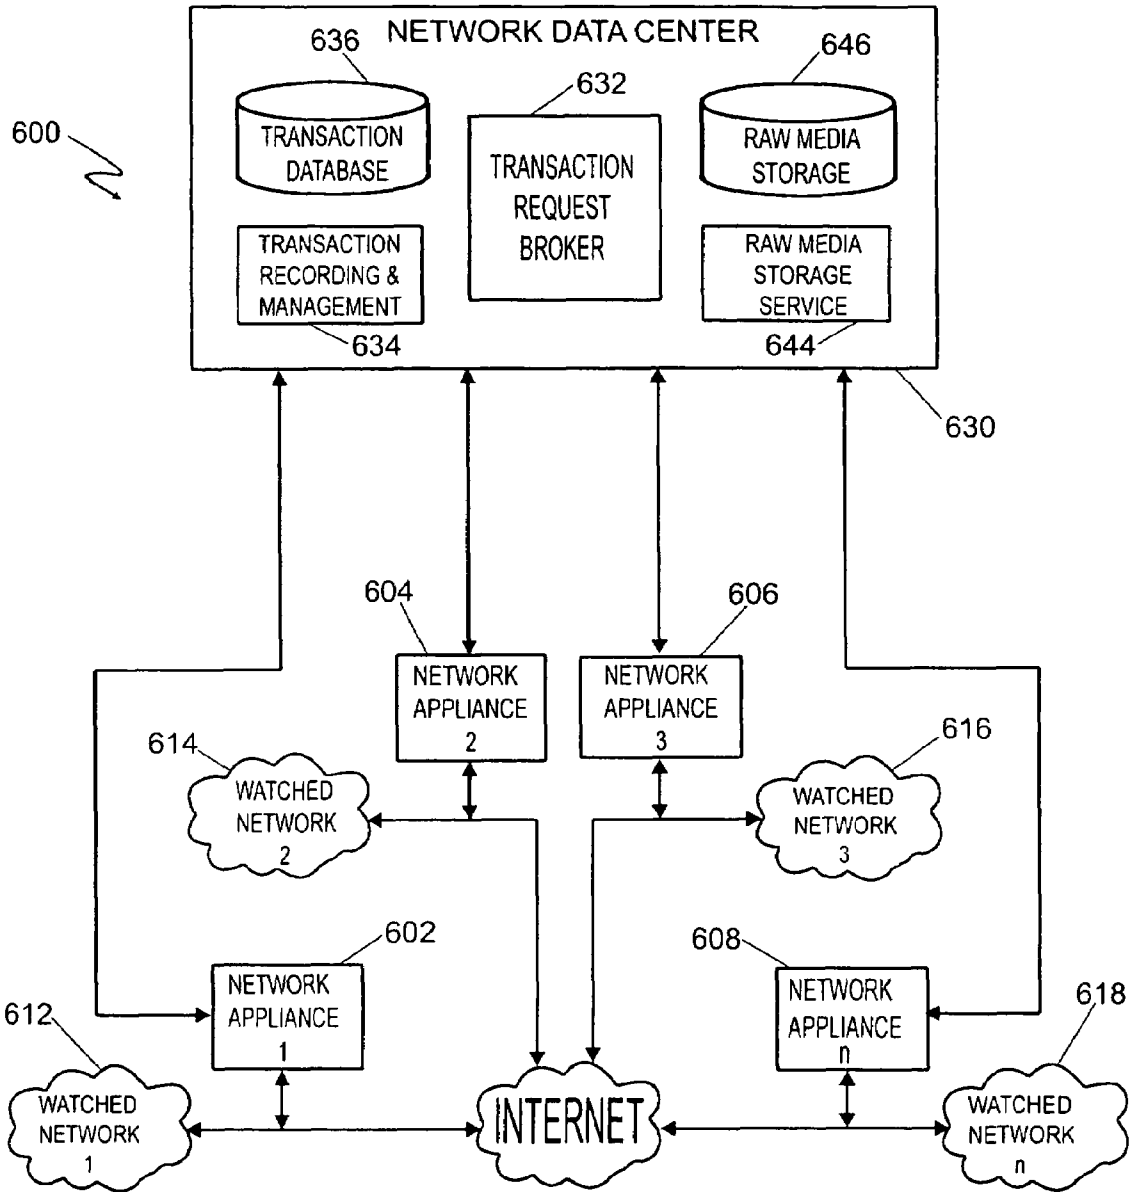 NETWORK DATA CENTER
636
646
632
600
TRANSACTION
DATABASE
TRANSACTION
REQUEST
BROKER
RAW MEDIA
STORAGE
TRANSACTION
RECORDING &
MANAGEMENT
RAW MEDIA
STORAGE
SERVICE
634
644
630
604
606
NETWORK
APPLIANCE
2
NETWORK
APPLIANCE
3
614
616
WATCHED
NETWORK
2
WATCHED
NETWORK
3
602
608
NETWORK
APPLIANCE
1
NETWORK
APPLIANCE
n
612
618
WATCHED
NETWORK
1
INTERNET
WATCHED
NETWORK
n